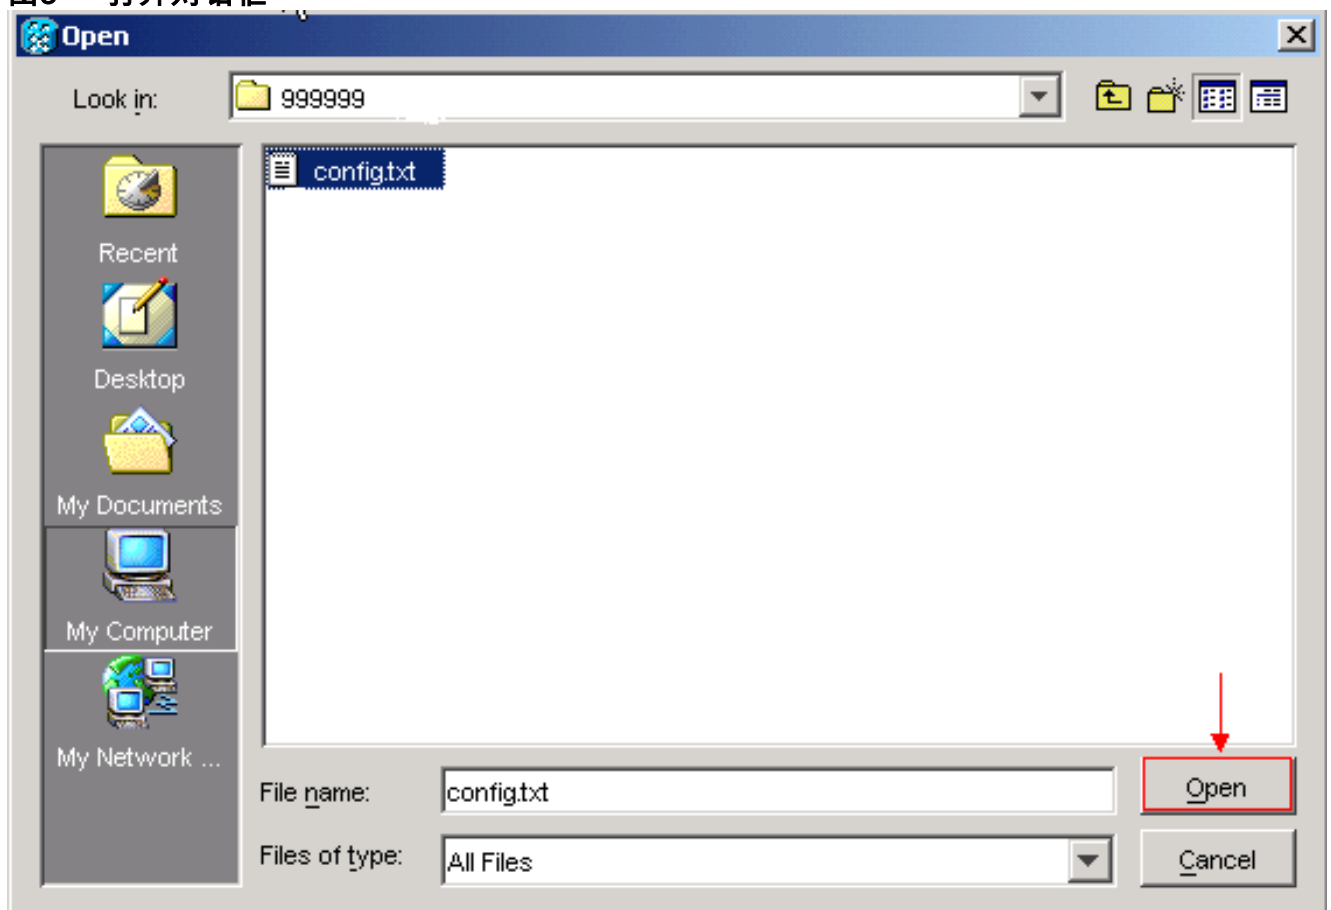 Open
Look in:
999999
config.txt
Recent
Desktop
My Documents
My Computer
My Network ...
File name:
config.txt
Open
Files of type:
All Files
Cancel